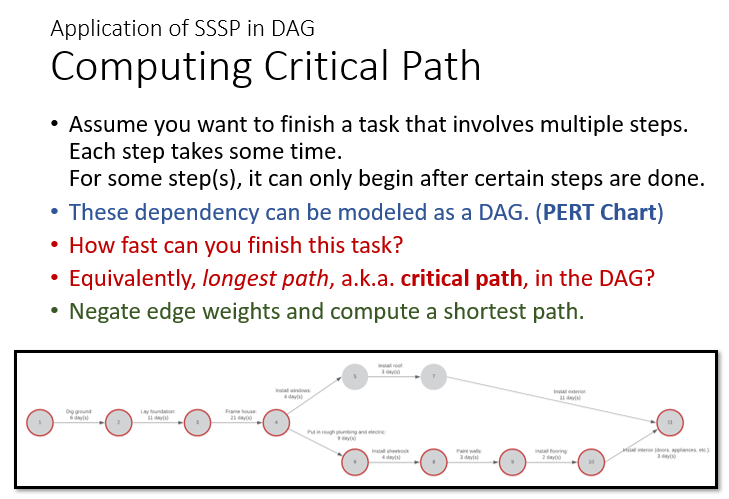 Application of SSSP in DAG
Computing Critical Path
• Assume you want to finish a task that involves multiple steps.
Each step takes some time.
For some step(s), it can only begin after certain steps are done.
• These dependency can be modeled as a DAG. (PERT Chart)
• How fast can you finish this task?
• Equivalently, longest path, a.k.a. critical path, in the DAG?
• Negate edge weights and compute a shortest path.
Install roof:
3 day(s)
5
7
Install windows:
4 day(s)
Install exterior:
11 day(s)
Dig ground:
6 day(s)
Lay foundation:
11 day(s)
Frame house:
21 day(s)
1
2
3
4
11
Put in rough plumbing and electric:
9 day(s)
Install sheetrock:
4 day(s)
Paint walls:
3 day(s)
Install flooring:
2 day(s)
Install interior (doors, appliances, etc.):
3 day(s)
8
9
10